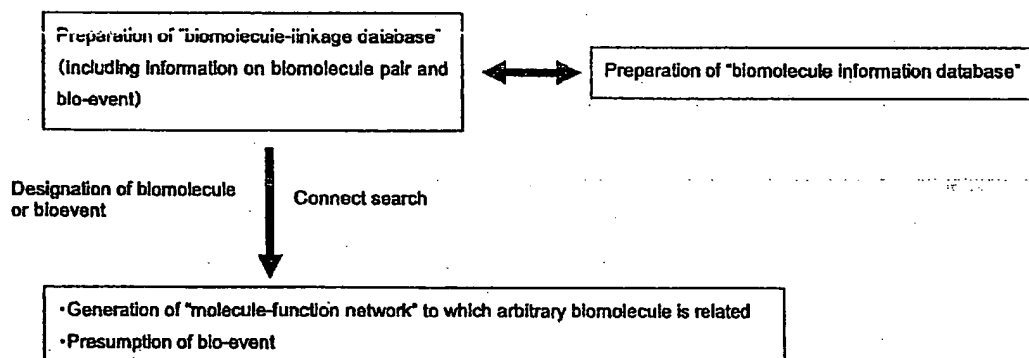 Preparation of "biomolecule-linkage database"
(including information on biomolecule pair and
bio-event)
Preparation of "biomolecule information database"
Designation of biomolecule
or bioevent
Connect search
•Generation of "molecule-function network" to which arbitrary biomolecule is related
•Presumption of bio-event